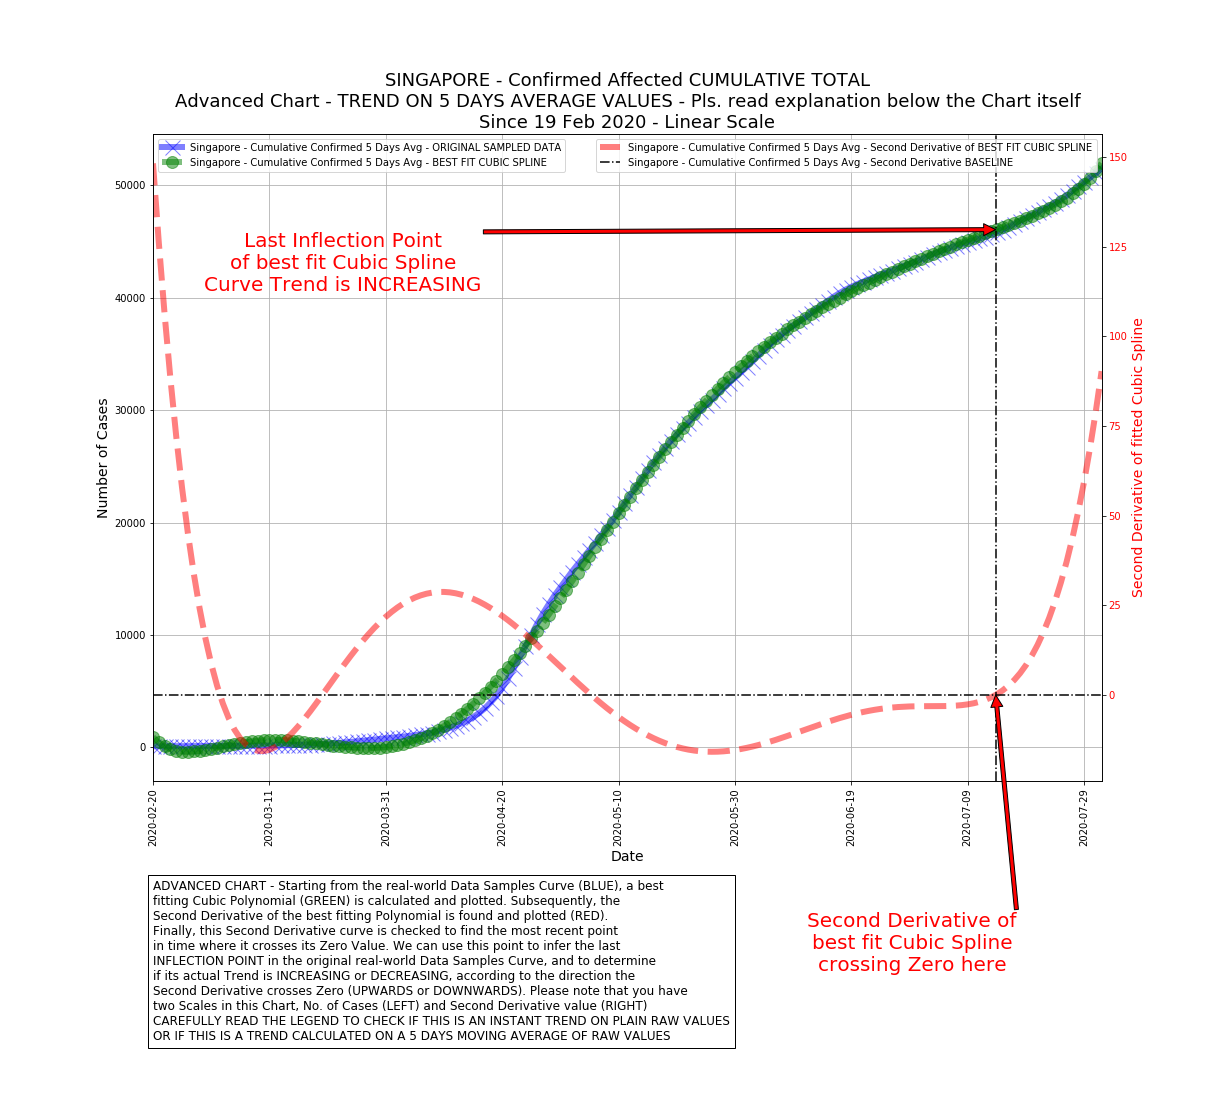 SINGAPORE - Confirmed Affected CUMULATIVE TOTAL
Advanced Chart - TREND ON 5 DAYS AVERAGE VALUES - Pls. read explanation below the Chart itself
Since 19 Feb 2020 - Linear Scale
Singapore - Cumulative Confirmed 5 Days Avg - ORIGINAL SAMPLED DATA
Singapore - Cumulative Confirmed 5 Days Avg - BEST FIT CUBIC SPLINE
Singapore - Cumulative Confirmed 5 Days Avg - Second Derivative of BEST FIT CUBIC SPLINE
Singapore - Cumulative Confirmed 5 Days Avg - Second Derivative BASELINE
Last Inflection Point
of best fit Cubic Spline
Curve Trend is INCREASING
Number of Cases
50000
40000
30000
20000
10000
0
150
125
100
75
50
25
0
Second Derivative of fitted Cubic Spline
2020-02-20
2020-03-11
2020-03-31
2020-04-20
2020-05-10
2020-05-30
2020-06-19
2020-07-09
2020-07-29
Date
ADVANCED CHART - Starting from the real-world Data Samples Curve (BLUE), a best
fitting Cubic Polynomial (GREEN) is calculated and plotted. Subsequently, the
Second Derivative of the best fitting Polynomial is found and plotted (RED).
Finally, this Second Derivative curve is checked to find the most recent point
in time where it crosses its Zero Value. We can use this point to infer the last
INFLECTION POINT in the original real-world Data Samples Curve, and to determine
if its actual Trend is INCREASING or DECREASING, according to the direction the
Second Derivative crosses Zero (UPWARDS or DOWNWARDS). Please note that you have
two Scales in this Chart, No. of Cases (LEFT) and Second Derivative value (RIGHT)
CAREFULLY READ THE LEGEND TO CHECK IF THIS IS AN INSTANT TREND ON PLAIN RAW VALUES
OR IF THIS IS A TREND CALCULATED ON A 5 DAYS MOVING AVERAGE OF RAW VALUES
Second Derivative of
best fit Cubic Spline
crossing Zero here